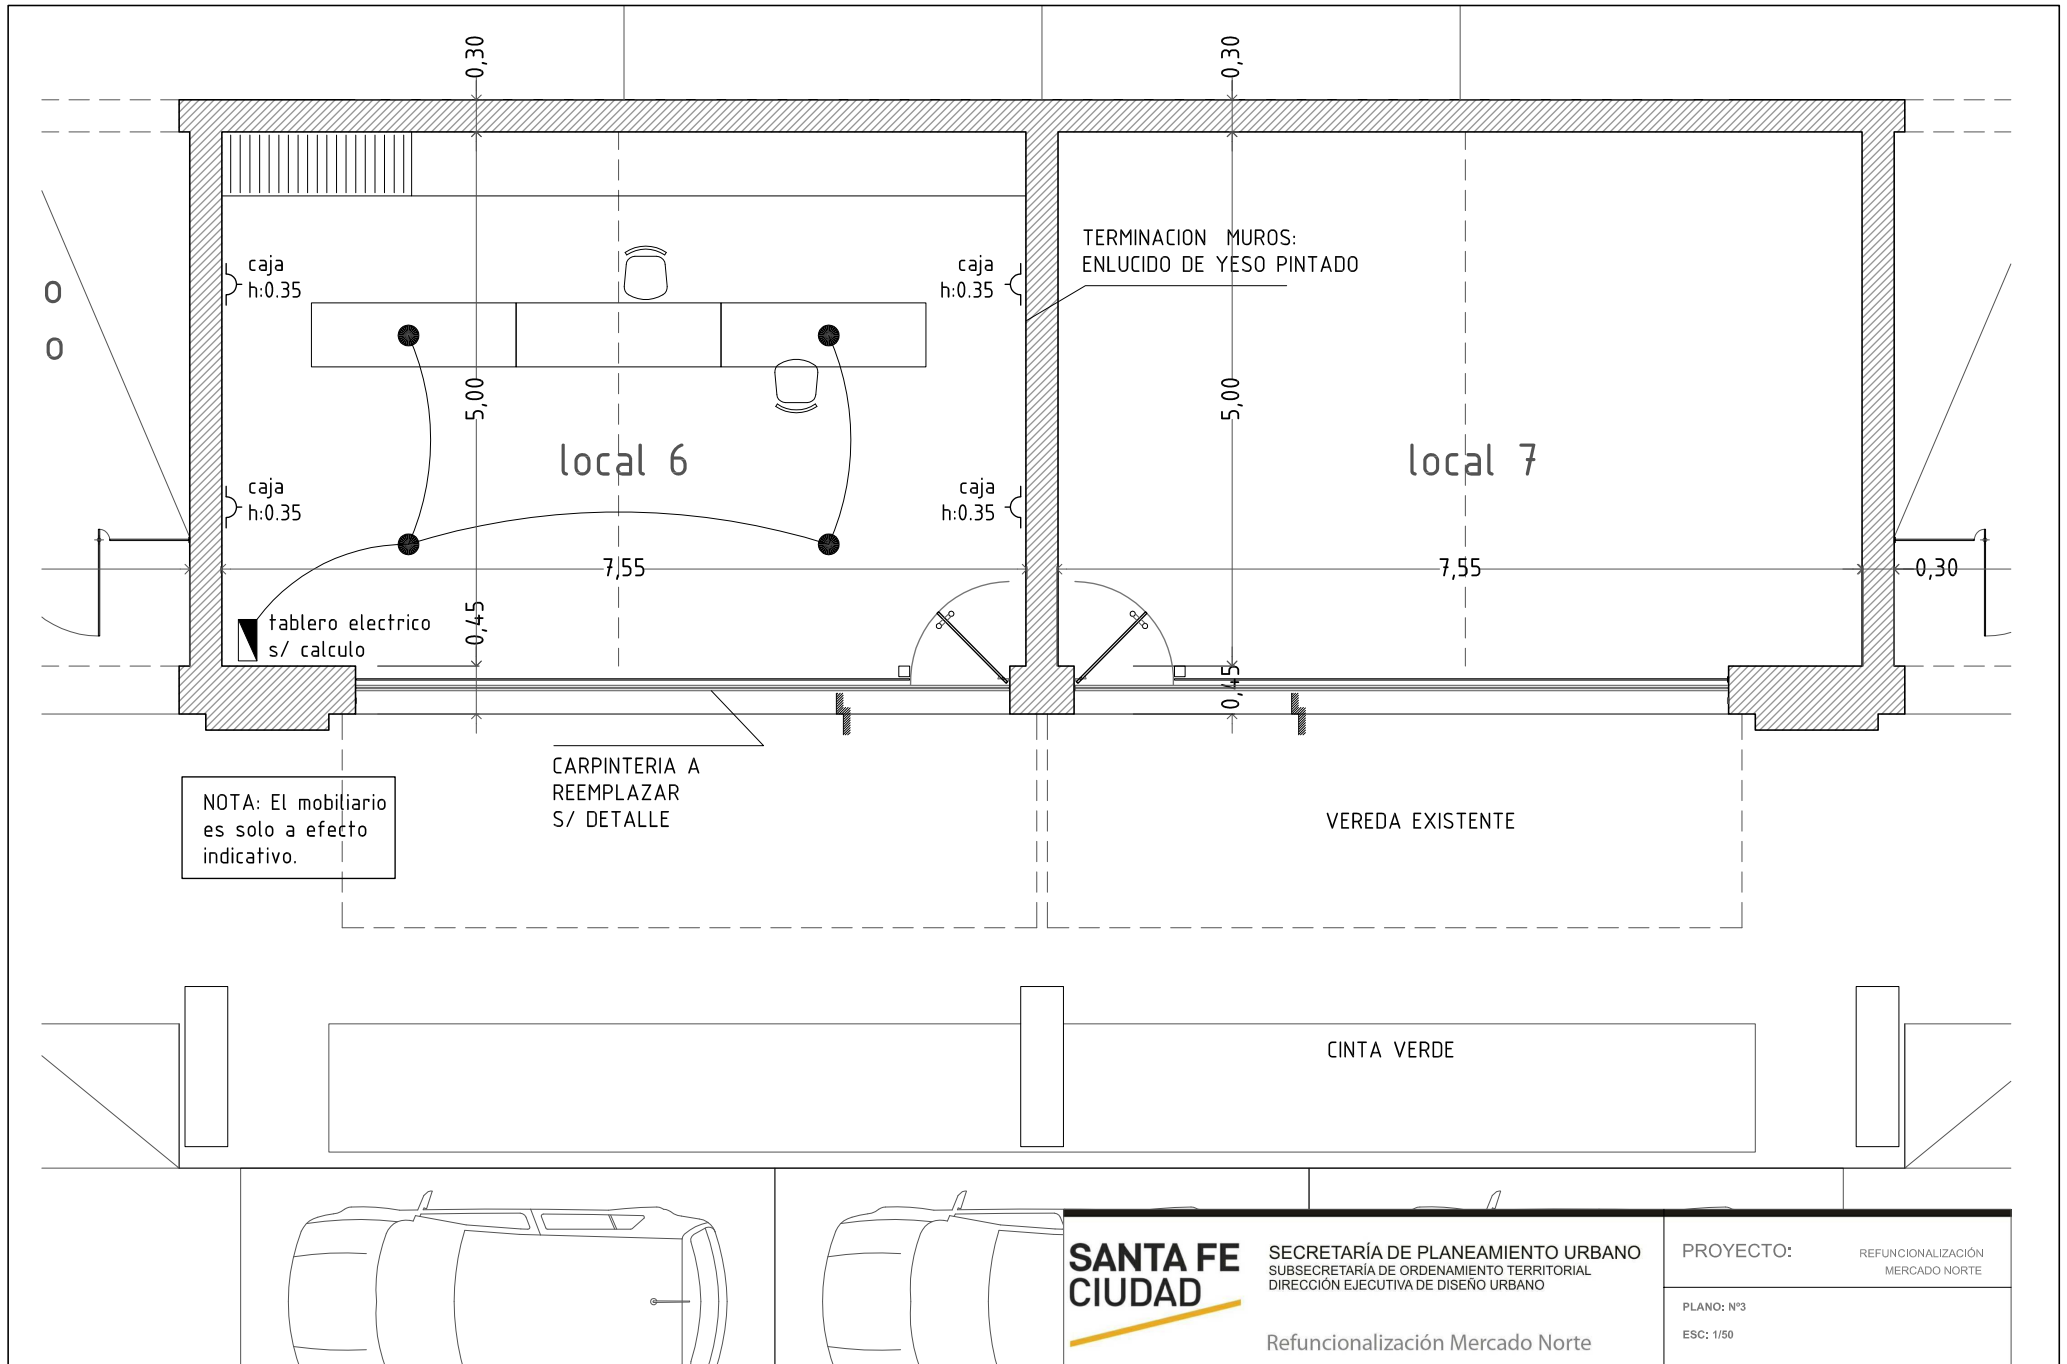 0,30
0,30
TERMINACION MUROS:
ENLUCIDO DE YESO PINTADO
caja
h:0.35
caja
h:0.35
O
O
5,00
5,00
local 6
local 7
caja
h:0.35
caja
h:0.35
7,55
7,55
0,30
tablero electrico
s/ calculo
0,45
0,45
CARPINTERIA A
REEMPLAZAR
S/ DETALLE
NOTA: El mobiliario
es solo a efecto
indicativo.
VEREDA EXISTENTE
CINTA VERDE
SANTA FE
CIUDAD
SECRETARÍA DE PLANEAMIENTO URBANO
SUBSECRETARÍA DE ORDENAMIENTO TERRITORIAL
DIRECCIÓN EJECUTIVA DE DISEÑO URBANO
Refuncionalización Mercado Norte
PROYECTO:
REFUNCIONALIZACIÓN
MERCADO NORTE
PLANO: Nº3
ESC: 1/50